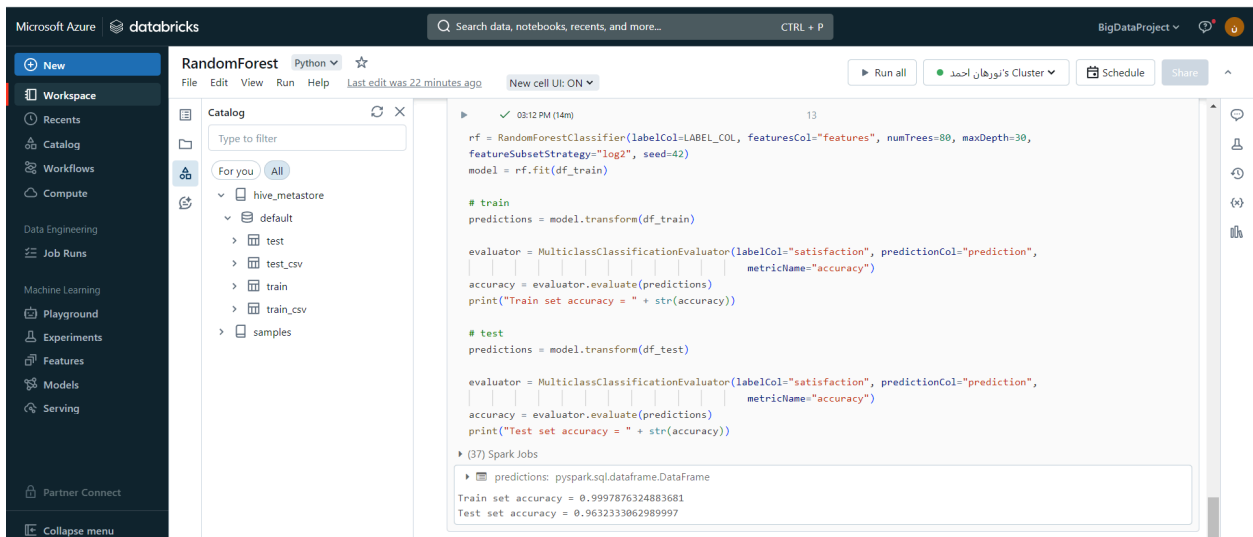 Microsoft Azure databricks
Search data, notebooks, recents, and more... CTRL + P
BigDataProject
ن
New
Workspace
Recents
Catalog
Workflows
Compute
Data Engineering
Job Runs
Machine Learning
Playground
Experiments
Features
Models
Serving
Partner Connect
Collapse menu
RandomForest Python
File Edit View Run Help Last edit was 22 minutes ago New cell UI: ON
Run all
نورهان احمد's Cluster
Schedule
Share
Catalog
Type to filter
For you All
hive_metastore
default
test
test_csv
train
train_csv
samples
03:12 PM (14m) 13
rf = RandomForestClassifier(labelCol=LABEL_COL, featuresCol="features", numTrees=80, maxDepth=30,
featureSubsetStrategy="log2", seed=42)
model = rf.fit(df_train)
# train
predictions = model.transform(df_train)
evaluator = MulticlassClassificationEvaluator(labelCol="satisfaction", predictionCol="prediction",
metricName="accuracy")
accuracy = evaluator.evaluate(predictions)
print("Train set accuracy = " + str(accuracy))
# test
predictions = model.transform(df_test)
evaluator = MulticlassClassificationEvaluator(labelCol="satisfaction", predictionCol="prediction",
metricName="accuracy")
accuracy = evaluator.evaluate(predictions)
print("Test set accuracy = " + str(accuracy))
(37) Spark Jobs
predictions: pyspark.sql.dataframe.DataFrame
Train set accuracy = 0.9997876324883681
Test set accuracy = 0.9632333062989997